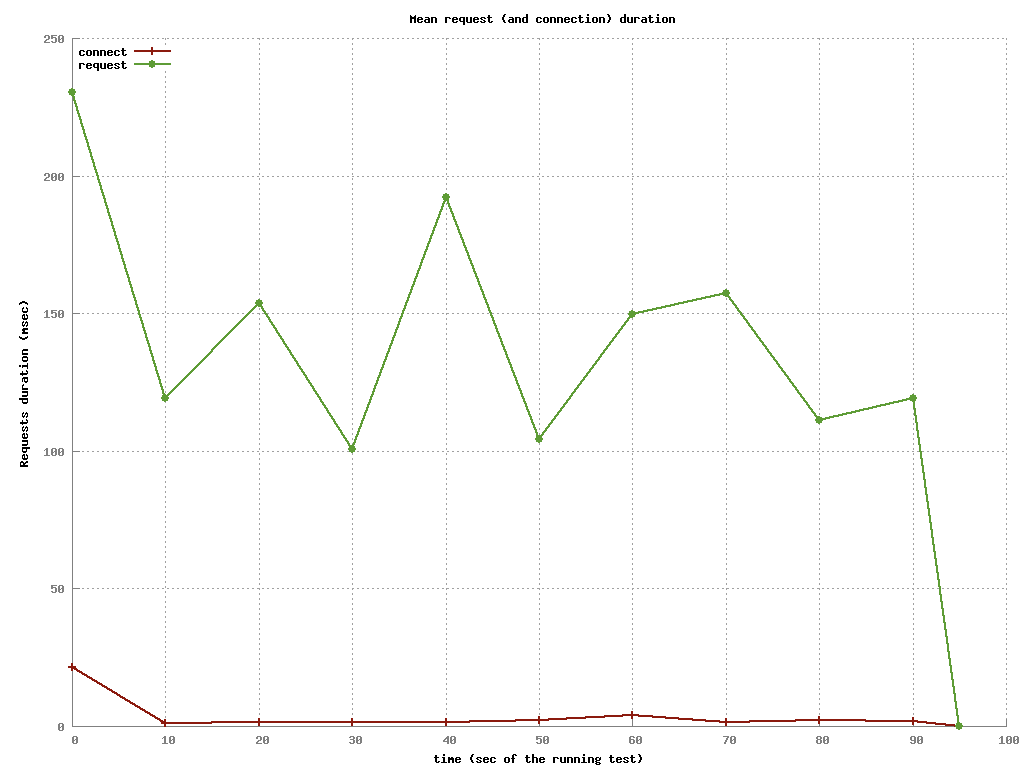 Mean request (and connection) duration
250
connect
request
200
150
100
50
0
Requests duration (msec)
0 10 20 30 40 50 60 70 80 90 100
time (sec of the running test)